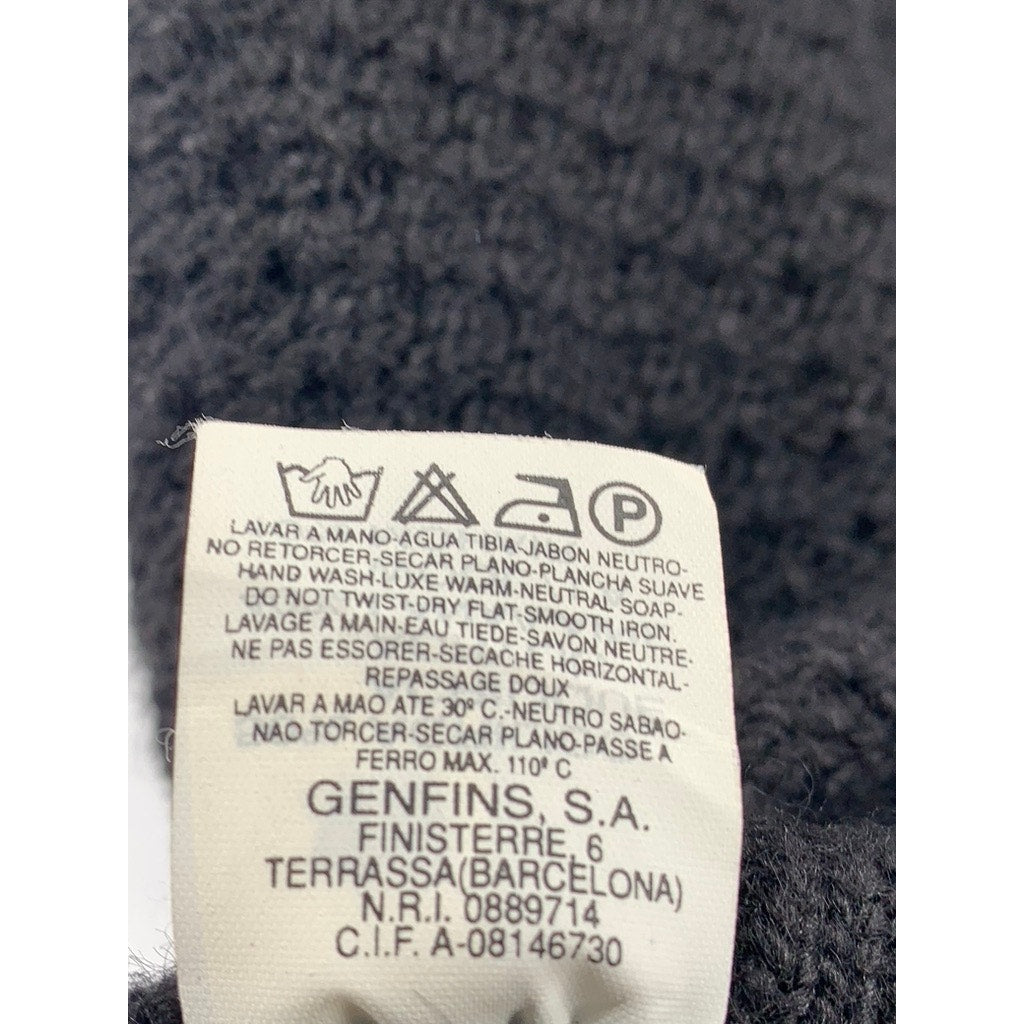 P
LAVAR A MANO-AGUA TIBIA-JABON NEUTRO-
NO RETORCER-SECAR PLANO-PLANCHA SUAVE
HAND WASH-LUXE WARM-NEUTRAL SOAP-
DO NOT TWIST-DRY FLAT-SMOOTH IRON.
LAVAGE A MAIN-EAU TIEDE-SAVON NEUTRE-
NE PAS ESSORER-SECACHE HORIZONTAL-
REPASSAGE DOUX
LAVAR A MAO ATE 30º C.-NEUTRO SABAO-
NAO TORCER-SECAR PLANO-PASSE A
FERRO MAX. 110º C
GENFINS, S.A.
FINISTERRE, 6
TERRASSA(BARCELONA)
N.R.I. 0889714
C.I.F. A-08146730